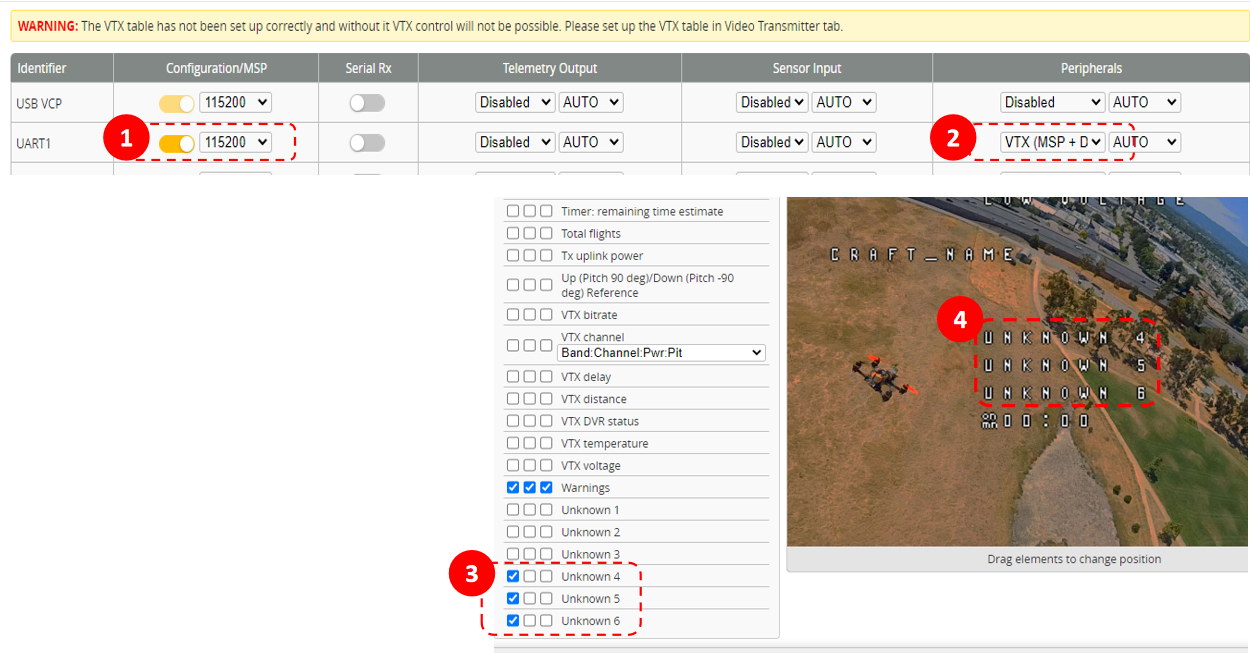 WARNING: The VTX table has not been set up correctly and without it VTX control will not be possible. Please set up the VTX table in Video Transmitter tab.
Identifier Configuration/MSP Serial Rx Telemetry Output Sensor Input Peripherals
USB VCP 115200 Disabled AUTO Disabled AUTO Disabled AUTO
1 2
UART1 115200 Disabled AUTO Disabled AUTO VTX (MSP + D AUTO
Timer: remaining time estimate
Total flights
Tx uplink power
Up (Pitch 90 deg)/Down (Pitch -90
deg) Reference
VTX bitrate
VTX channel
Band:Channel:Pwr:Pit
VTX delay
VTX distance
VTX DVR status
VTX temperature
VTX voltage
Warnings
Unknown 1
Unknown 2
Unknown 3
3
Unknown 4
Unknown 5
Unknown 6
LOW VOLTAGE
CRAFT_NAME
4
UNKNOWN 4
UNKNOWN 5
UNKNOWN 6
ON MN 00:00
Drag elements to change position